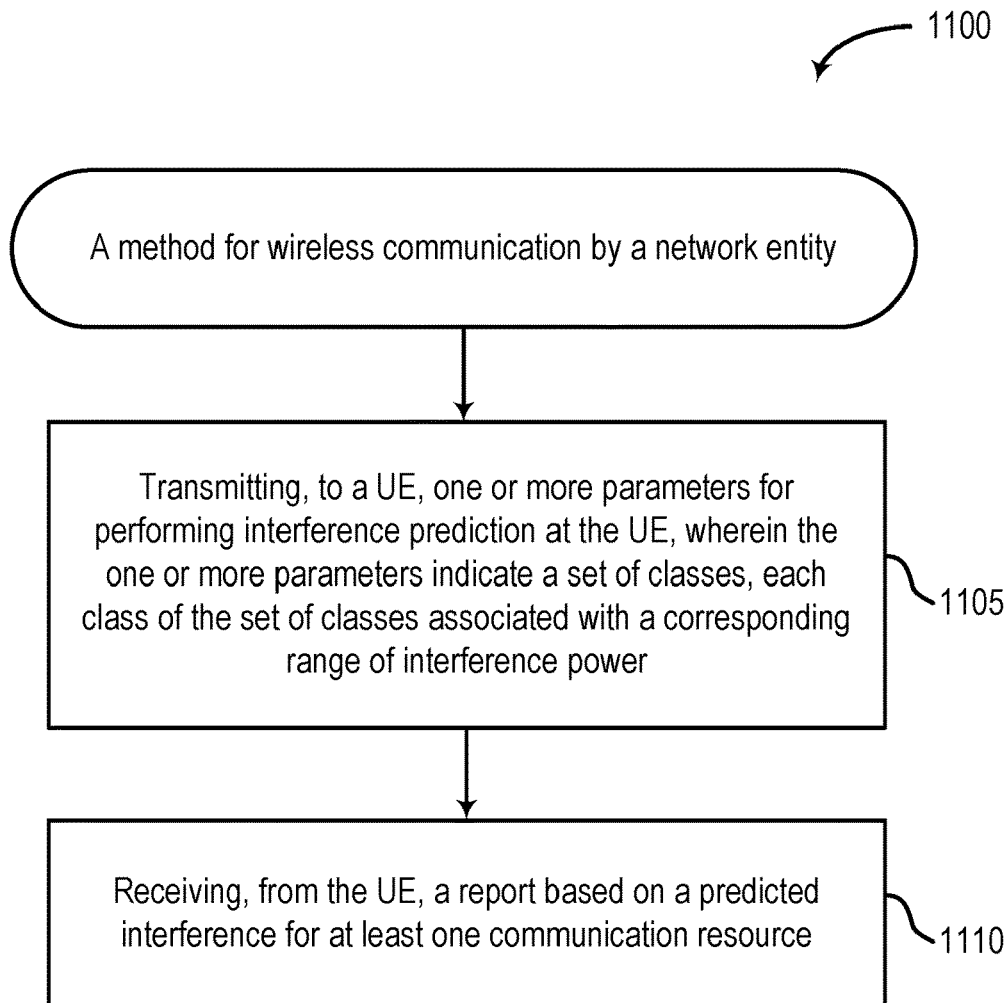 1100
A method for wireless communication by a network entity
Transmitting, to a UE, one or more parameters for
performing interference prediction at the UE, wherein the
one or more parameters indicate a set of classes, each
class of the set of classes associated with a corresponding
range of interference power
1105
Receiving, from the UE, a report based on a predicted
interference for at least one communication resource
1110